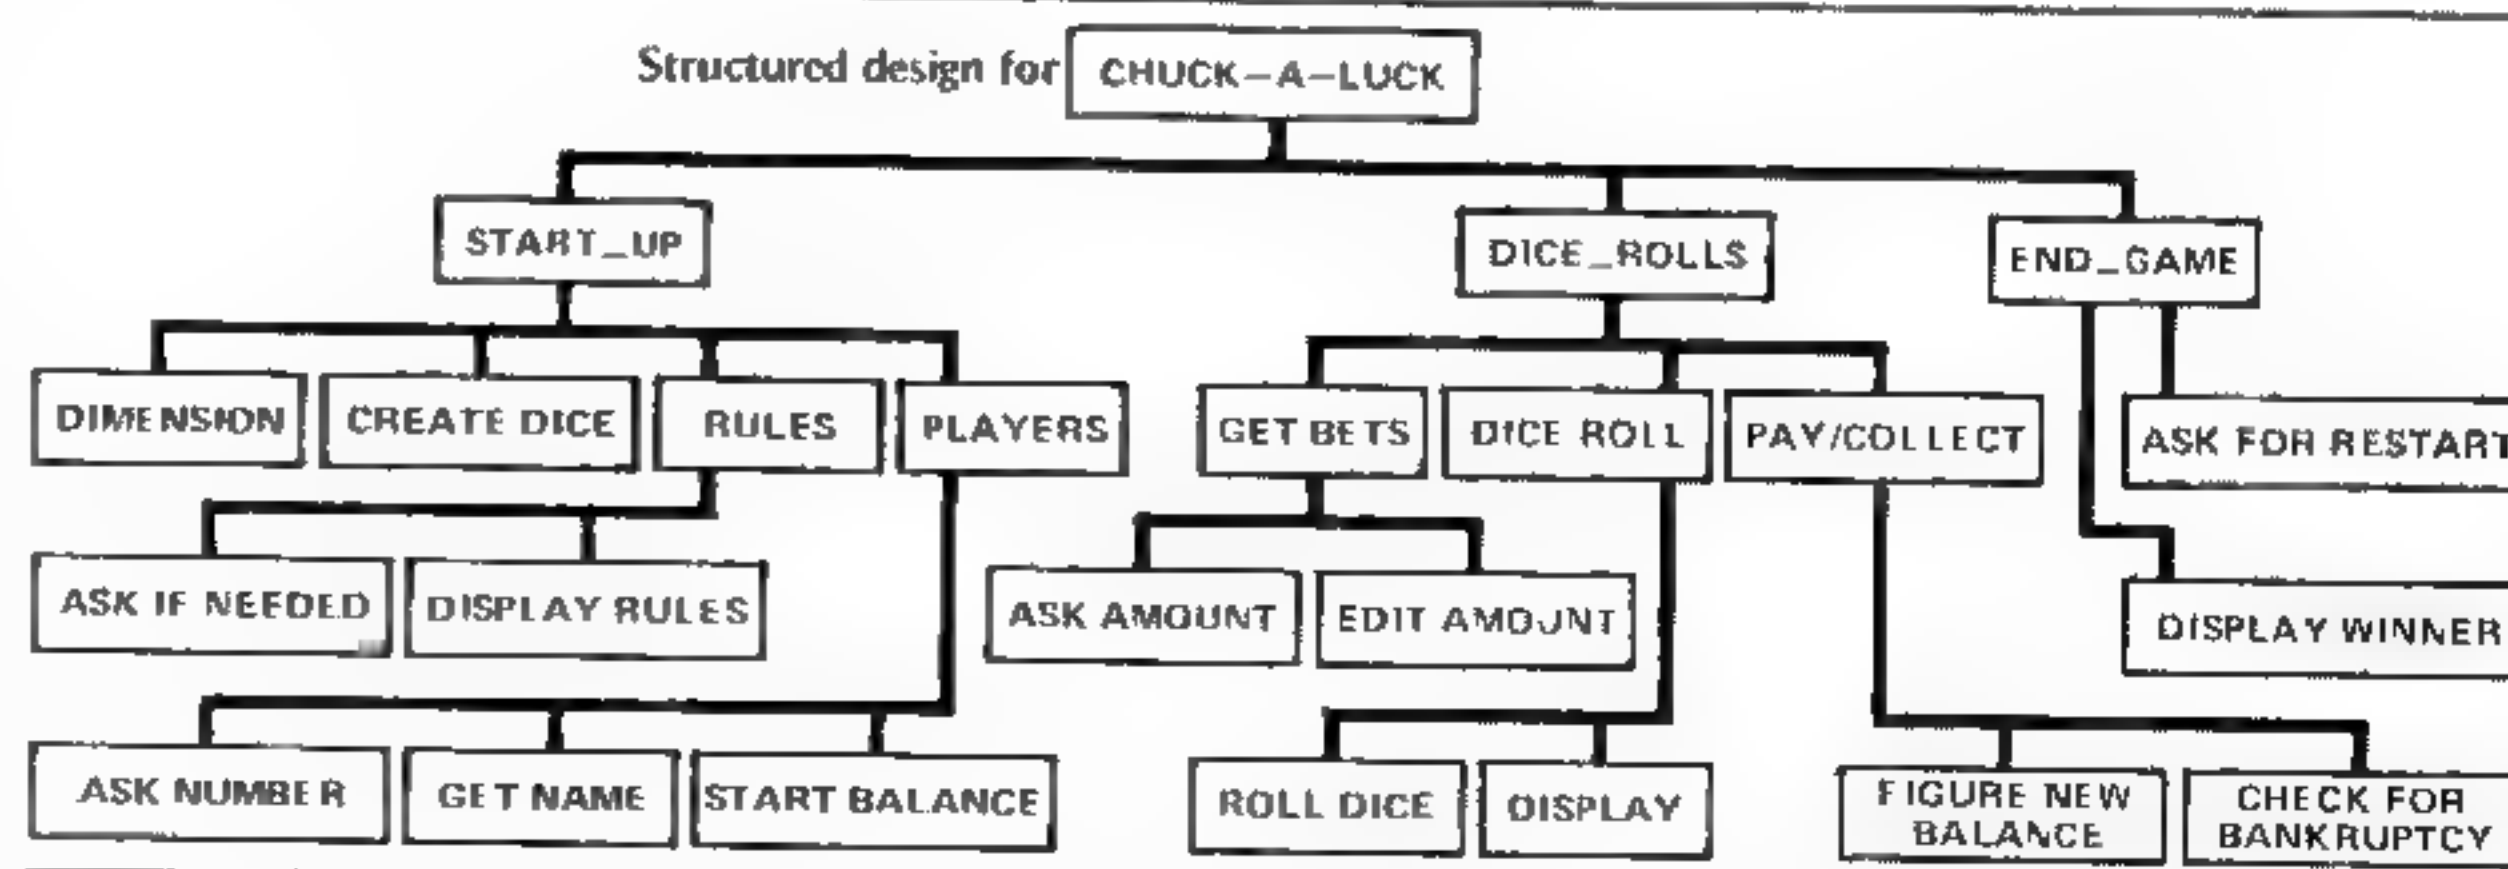 Structured design for CHUCK-A-LUCK
START_UP
DICE_ROLLS
END_GAME
DIMENSION
CREATE DICE
RULES
PLAYERS
GET BETS
DICE ROLL
PAY/COLLECT
ASK FOR RESTART
ASK IF NEEDED
DISPLAY RULES
ASK AMOUNT
EDIT AMOUNT
DISPLAY WINNER
ASK NUMBER
GET NAME
START BALANCE
ROLL DICE
DISPLAY
FIGURE NEW
BALANCE
CHECK FOR
BANKRUPTCY